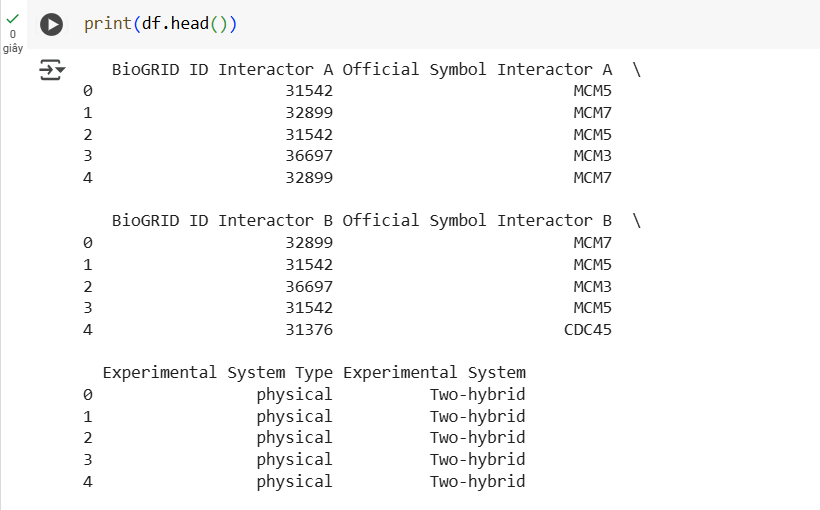 print(df.head())
0
giây
BioGRID ID Interactor A Official Symbol Interactor A \
0 31542 MCM5
1 32899 MCM7
2 31542 MCM5
3 36697 MCM3
4 32899 MCM7
BioGRID ID Interactor B Official Symbol Interactor B \
0 32899 MCM7
1 31542 MCM5
2 36697 MCM3
3 31542 MCM5
4 31376 CDC45
Experimental System Type Experimental System
0 physical Two-hybrid
1 physical Two-hybrid
2 physical Two-hybrid
3 physical Two-hybrid
4 physical Two-hybrid